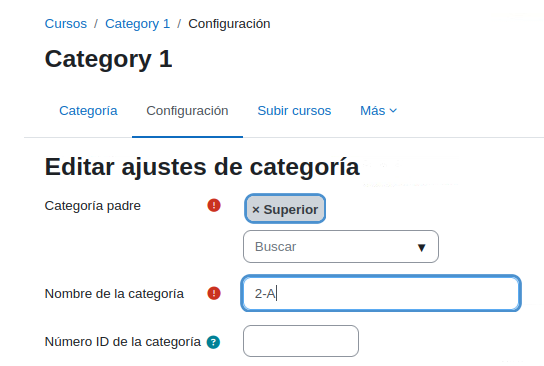 Cursos / Category 1 / Configuración
Category 1
Categoría Configuración Subir cursos Más
Editar ajustes de categoría
Categoría padre
× Superior
Buscar
Nombre de la categoría
2-A
Número ID de la categoría